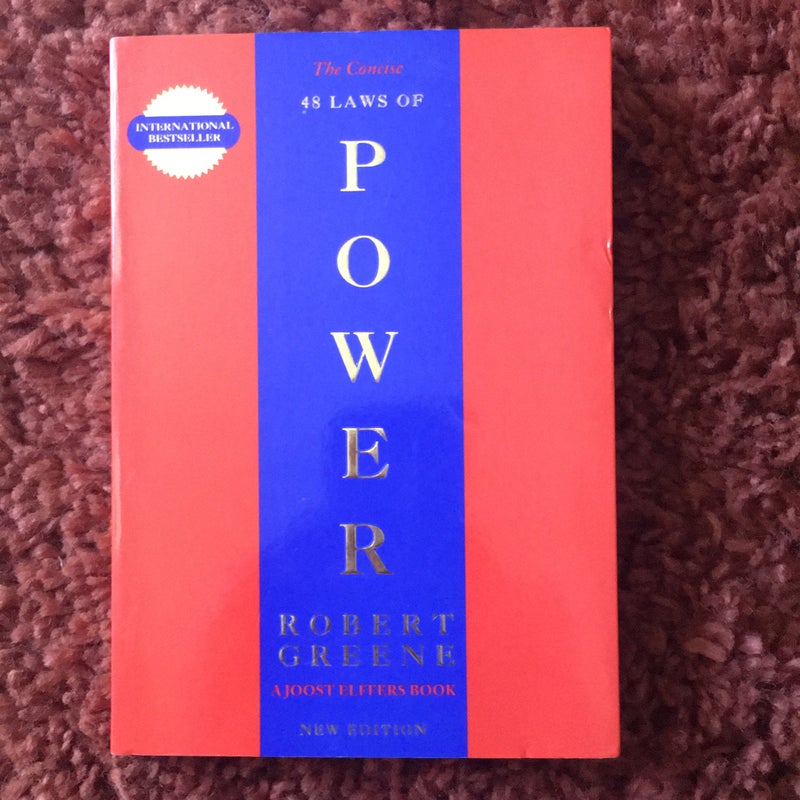 The Concise
48 LAWS OF
INTERNATIONAL
BESTSELLER
P
O
W
E
R
ROBERT
GREENE
A JOOST ELFFERS BOOK
NEW EDITION